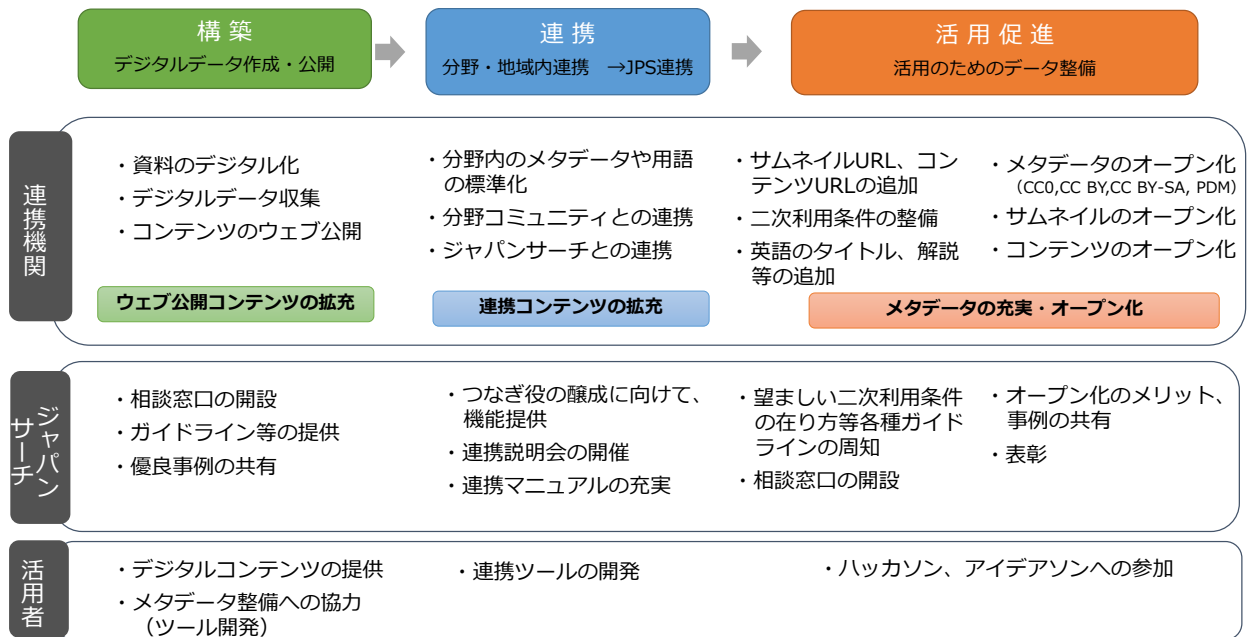 構築
デジタルデータ作成・公開
連携
分野・地域内連携　→JPS連携
活用促進
活用のためのデータ整備
連携機関
・資料のデジタル化
・デジタルデータ収集
・コンテンツのウェブ公開
ウェブ公開コンテンツの拡充
・分野内のメタデータや用語
の標準化
・分野コミュニティとの連携
・ジャパンサーチとの連携
連携コンテンツの拡充
・サムネイルURL、コン
テンツURLの追加
・二次利用条件の整備
・英語のタイトル、解説
等の追加
・メタデータのオープン化
（CC0,CC BY,CC BY-SA, PDM）
・サムネイルのオープン化
・コンテンツのオープン化
メタデータの充実・オープン化
ジャパン
サーチ
・相談窓口の開設
・ガイドライン等の提供
・優良事例の共有
・つなぎ役の醸成に向けて、
機能提供
・連携説明会の開催
・連携マニュアルの充実
・望ましい二次利用条件
の在り方等各種ガイド
ラインの周知
・相談窓口の開設
・オープン化のメリット、
事例の共有
・表彰
活用者
・デジタルコンテンツの提供
・メタデータ整備への協力
（ツール開発）
・連携ツールの開発
・ハッカソン、アイデアソンへの参加